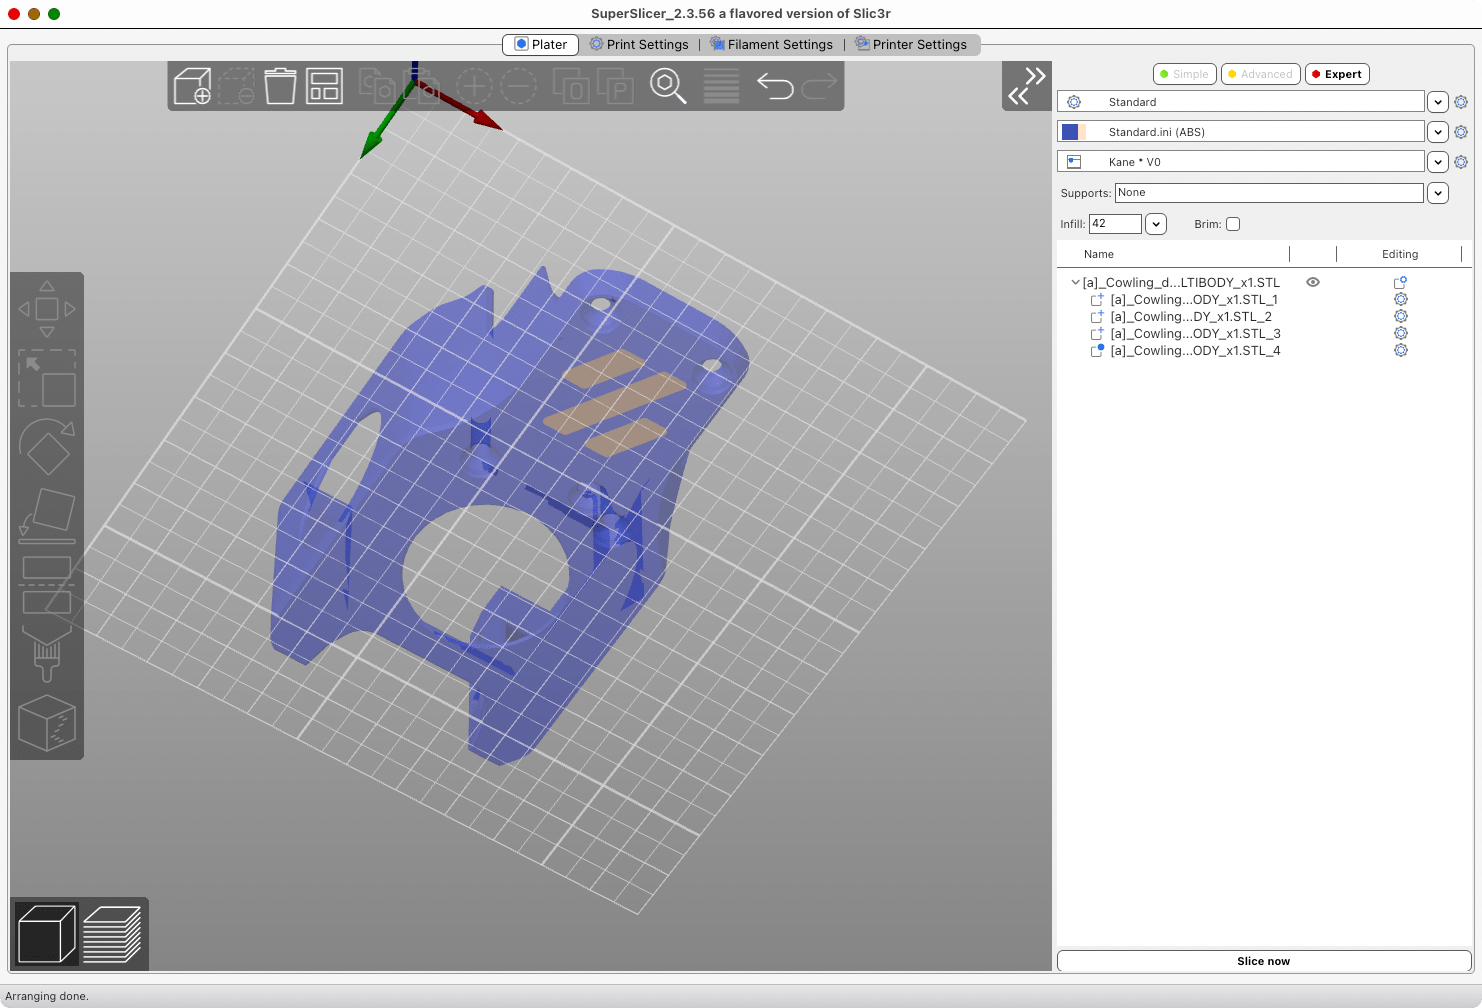 SuperSlicer_2.3.56 a flavored version of Slic3r
Plater Print Settings Filament Settings Printer Settings
Simple Advanced Expert
Standard
Standard.ini (ABS)
Kane * V0
Supports: None
Infill: 42 Brim:
Name Editing
[a]_Cowling_d...LTIBODY_x1.STL
[a]_Cowling...ODY_x1.STL_1
[a]_Cowling...DY_x1.STL_2
[a]_Cowling...ODY_x1.STL_3
[a]_Cowling...ODY_x1.STL_4
Slice now
Arranging done.